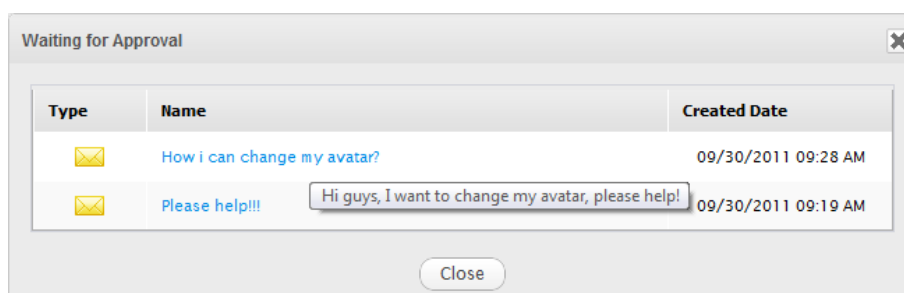 Waiting for Approval
Type Name Created Date
How i can change my avatar? 09/30/2011 09:28 AM
Hi guys, I want to change my avatar, please help!
Please help!!! 09/30/2011 09:19 AM
Close